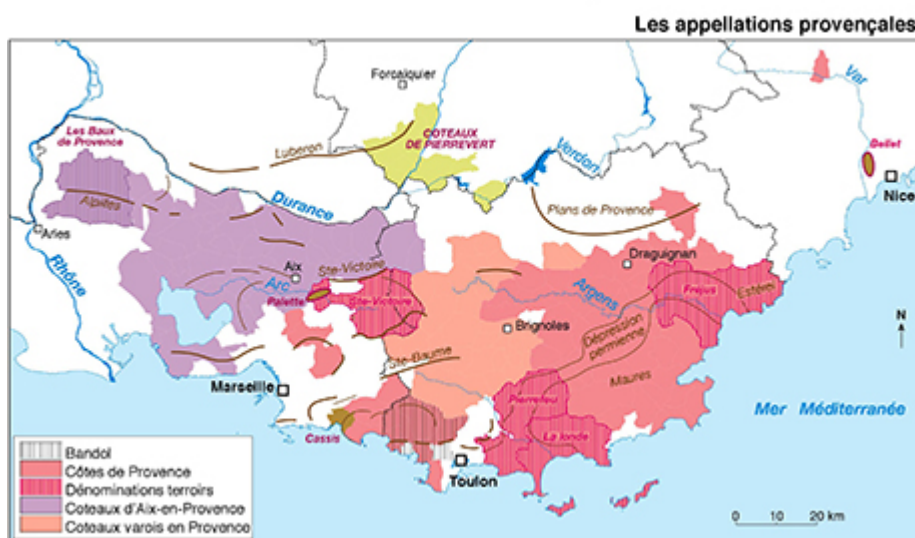 Les appellations provençales
Forcalquier
Var
Les Baux
de Provence
Luberon
COTEAUX
DE PIERREVERT
Verdon
Bellet
Nice
Alpilles
Durance
Plans de Provence
Arles
Rhône
Aix
Ste-Victoire
Draguignan
Arc
Palette
Ste-Victoire
Argens
Fréjus
Estérel
Brignoles
Dépression
permienne
N
Ste-Baume
Maures
Marseille
Pierrefeu
Mer Méditerranée
Cassis
La londe
Toulon
Bandol
Côtes de Provence
Dénominations terroirs
Coteaux d'Aix-en-Provence
Coteaux varois en Provence
0 10 20 km